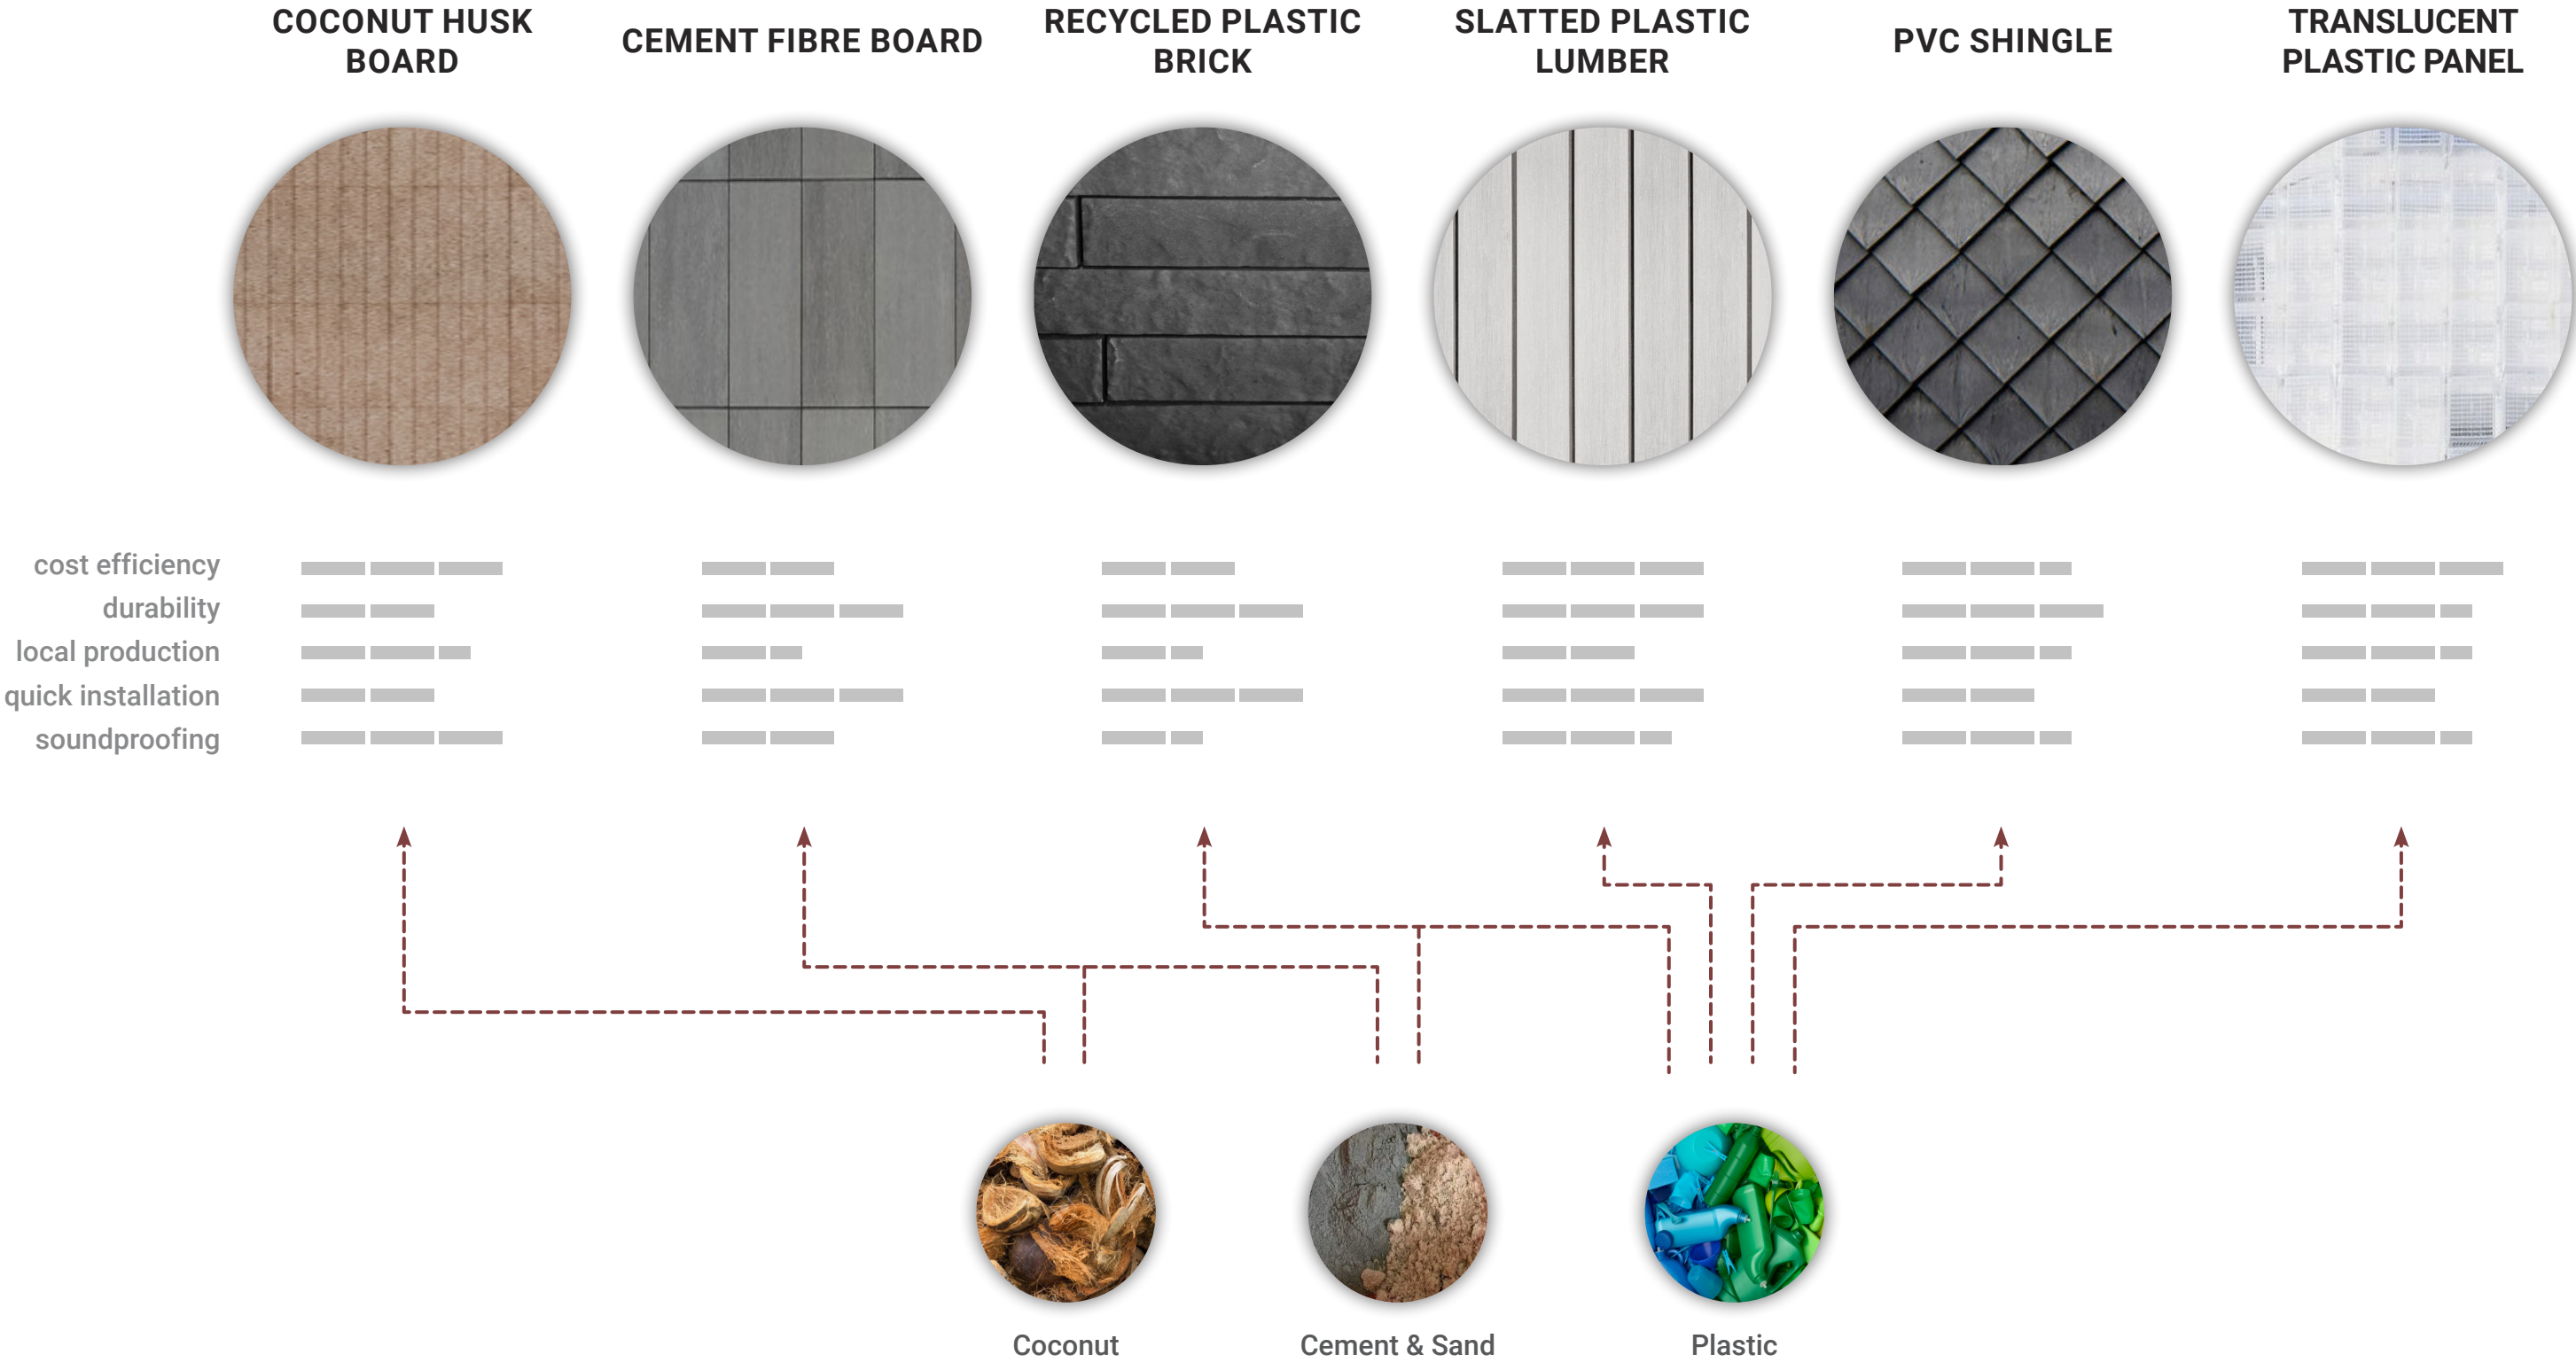 COCONUT HUSK
BOARD
CEMENT FIBRE BOARD
RECYCLED PLASTIC
BRICK
SLATTED PLASTIC
LUMBER
PVC SHINGLE
TRANSLUCENT
PLASTIC PANEL
cost efficiency
durability
local production
quick installation
soundproofing
Coconut
Cement & Sand
Plastic